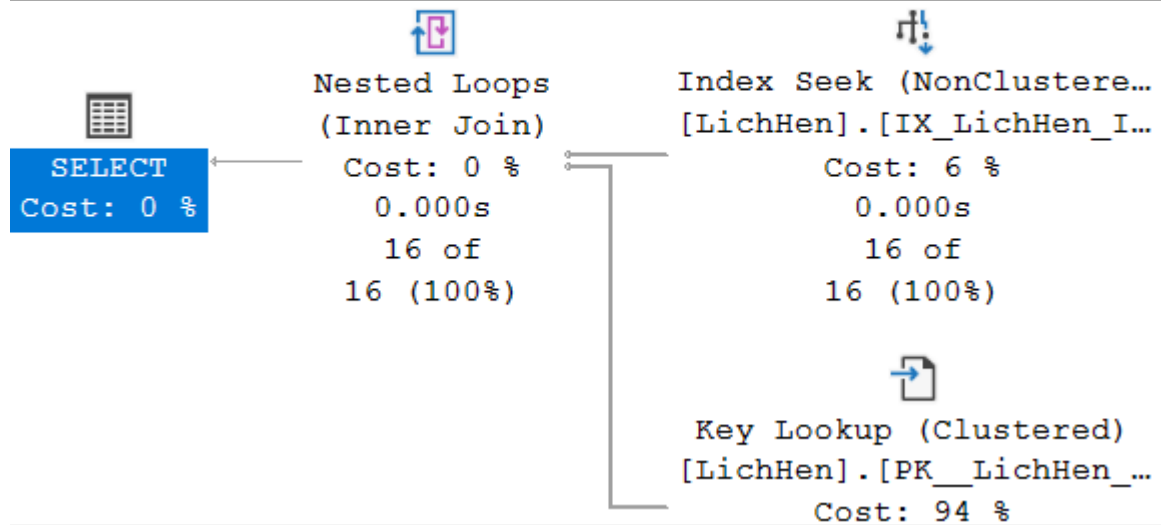 Nested Loops
(Inner Join)
Cost: 0 %
0.000s
16 of
16 (100%)
SELECT
Cost: 0 %
Index Seek (NonClustere…
[LichHen].[IX_LichHen_I…
Cost: 6 %
0.000s
16 of
16 (100%)
Key Lookup (Clustered)
[LichHen].[PK__LichHen_…
Cost: 94 %